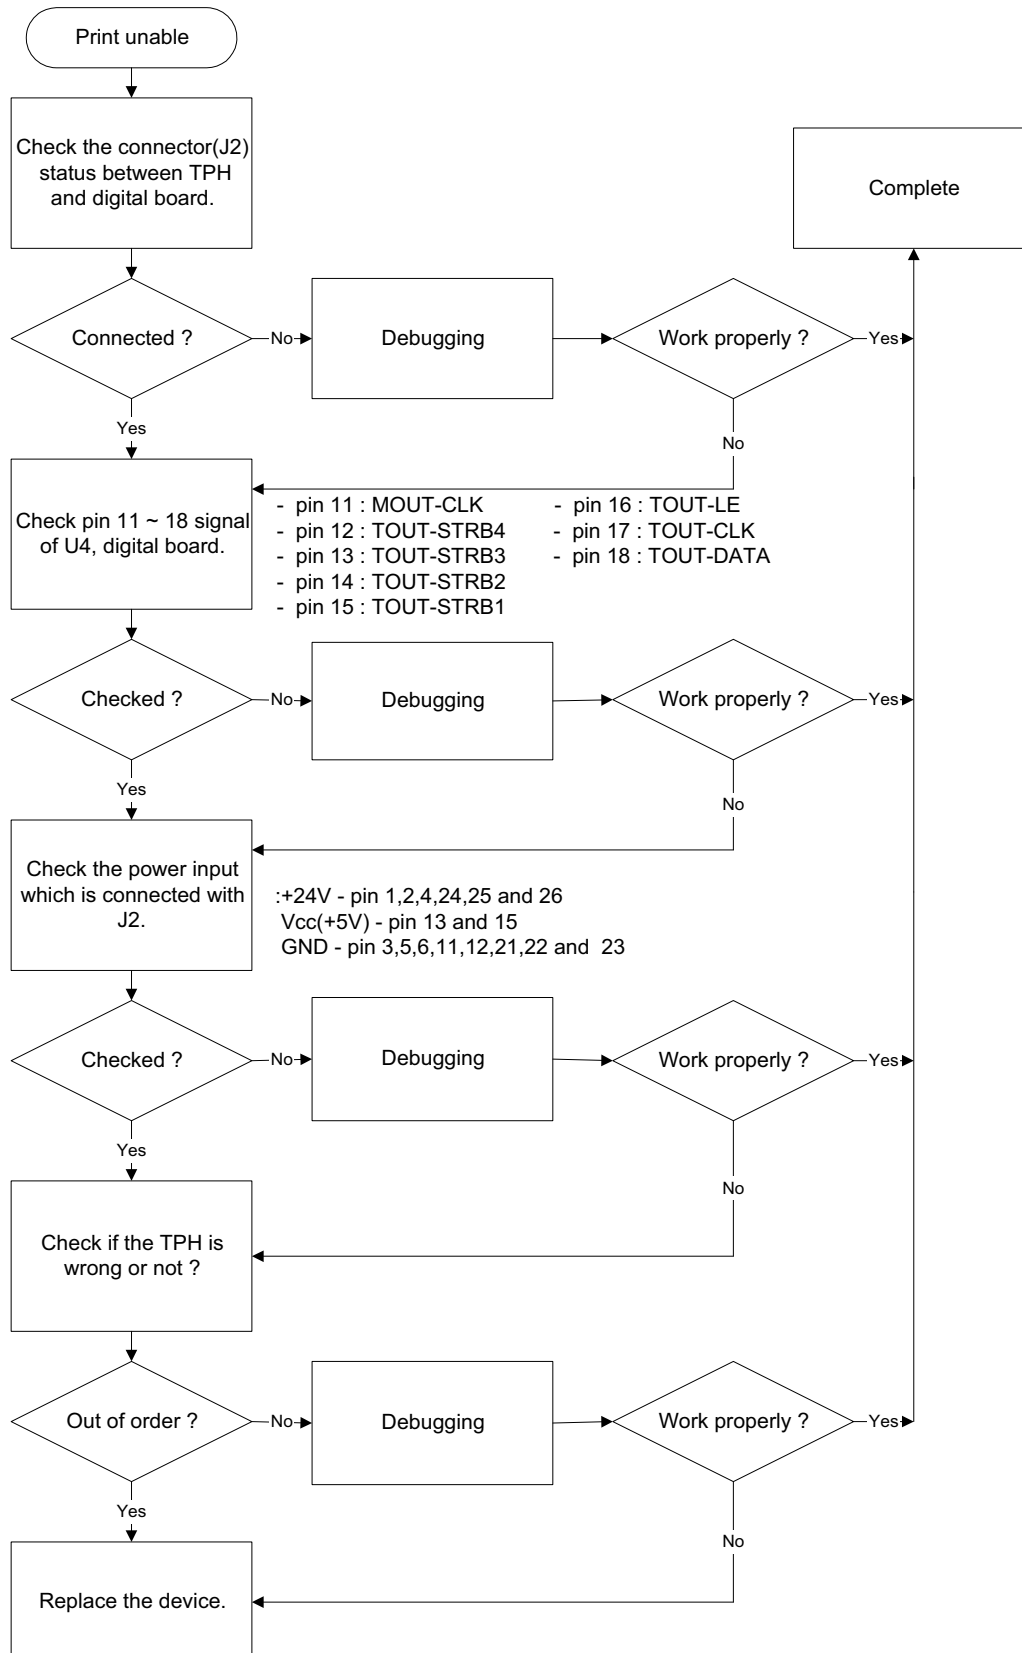 Print unable
Check the connector(J2)
status between TPH
and digital board.
Complete
Connected ?
No
Debugging
Work properly ?
Yes
Yes
No
Check pin 11 ~ 18 signal
of U4, digital board.
- pin 11 : MOUT-CLK
- pin 12 : TOUT-STRB4
- pin 13 : TOUT-STRB3
- pin 14 : TOUT-STRB2
- pin 15 : TOUT-STRB1
- pin 16 : TOUT-LE
- pin 17 : TOUT-CLK
- pin 18 : TOUT-DATA
Checked ?
No
Debugging
Work properly ?
Yes
Yes
No
Check the power input
which is connected with
J2.
:+24V - pin 1,2,4,24,25 and 26
Vcc(+5V) - pin 13 and 15
GND - pin 3,5,6,11,12,21,22 and 23
Checked ?
No
Debugging
Work properly ?
Yes
Yes
No
Check if the TPH is
wrong or not ?
Out of order ?
No
Debugging
Work properly ?
Yes
Yes
No
Replace the device.